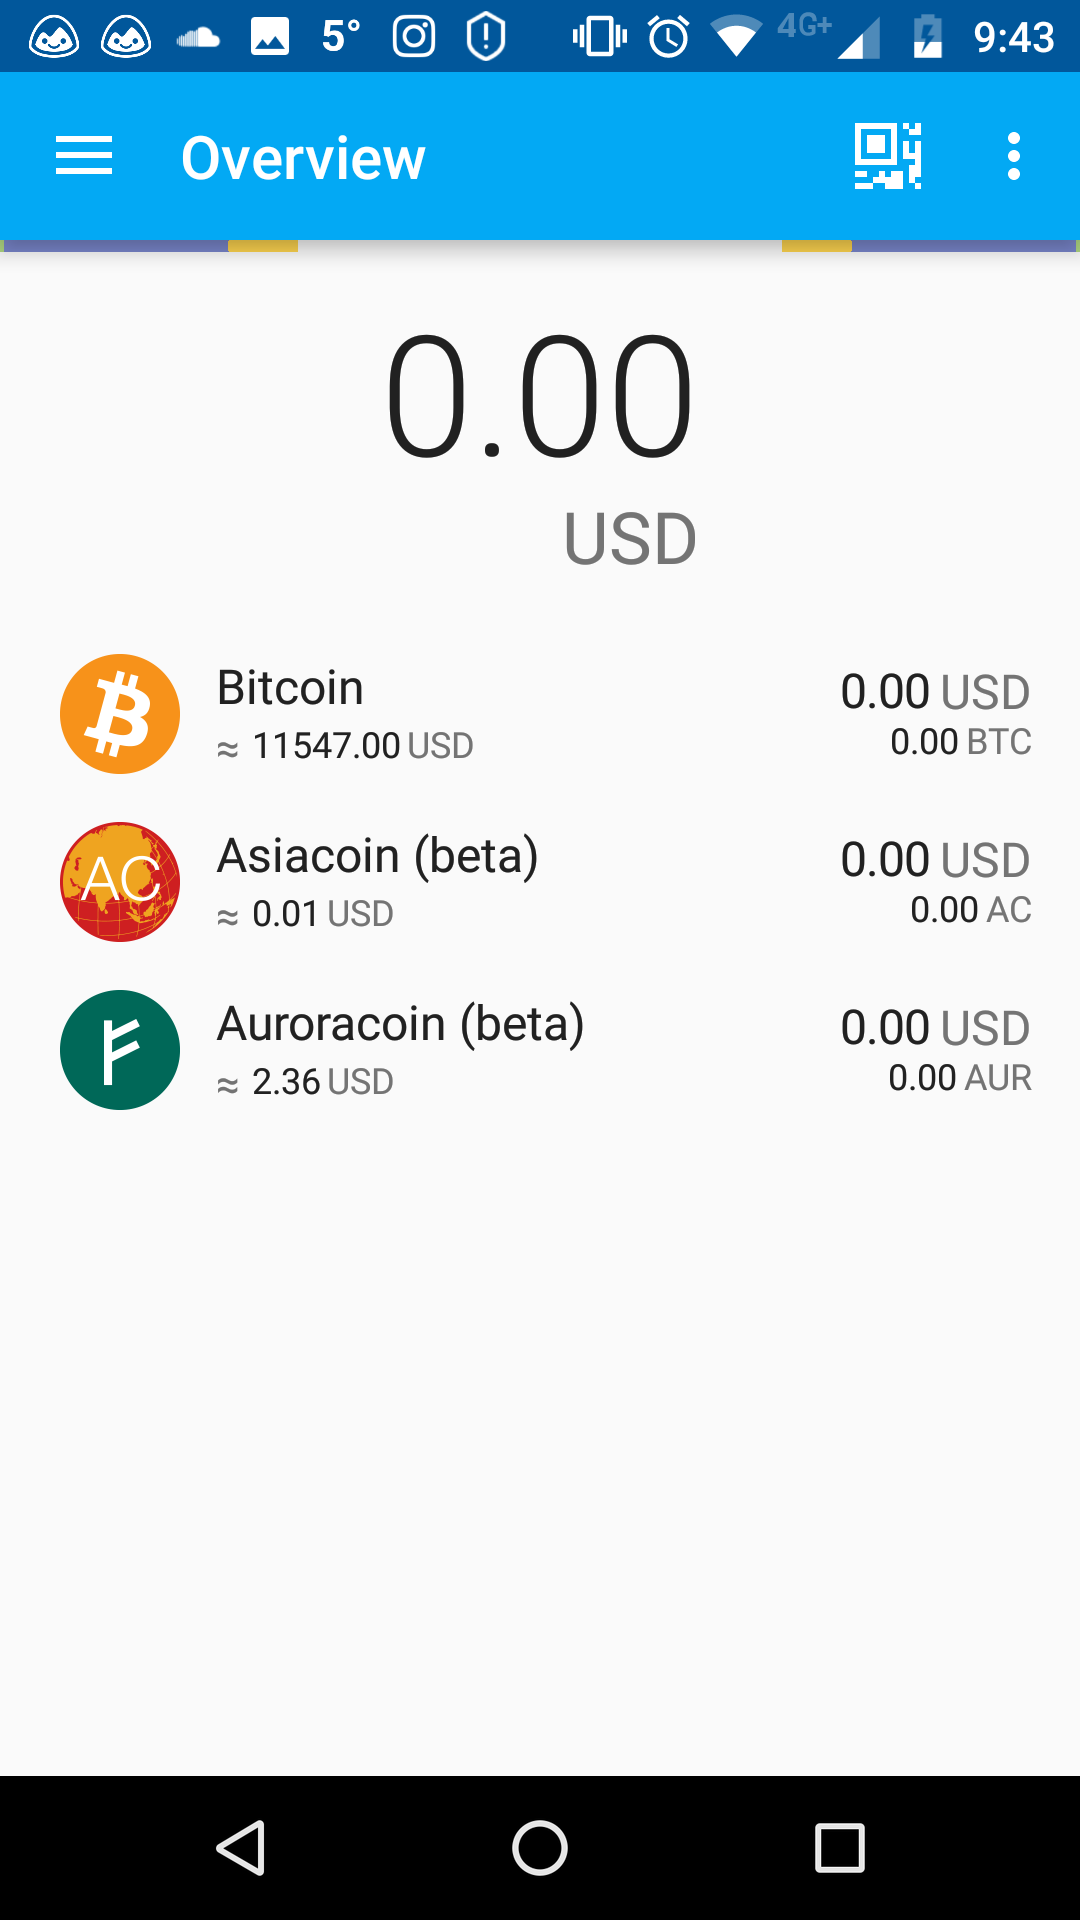 5° 4G+ 9:43
Overview
0.00
USD
Bitcoin 0.00 USD
≈ 11547.00 USD 0.00 BTC
AC
Asiacoin (beta) 0.00 USD
≈ 0.01 USD 0.00 AC
Auroracoin (beta) 0.00 USD
≈ 2.36 USD 0.00 AUR